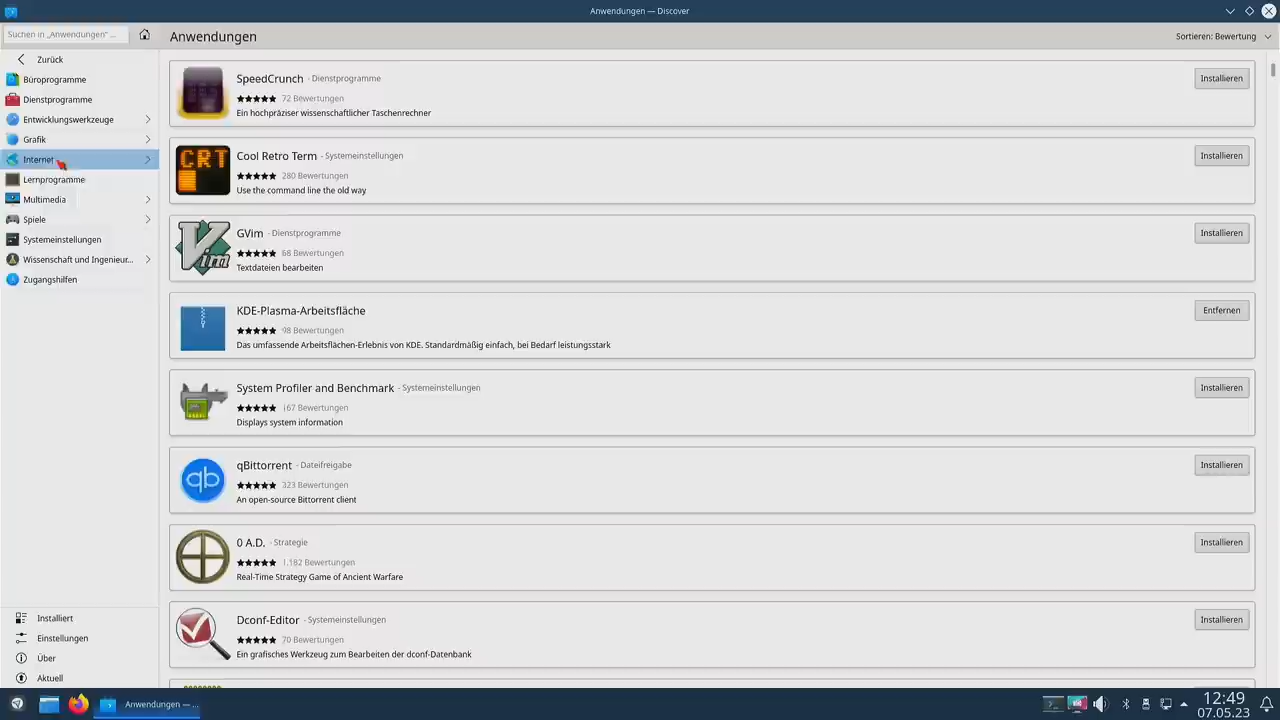 Anwendungen — Discover
Suchen in „Anwendungen“ ...
Anwendungen
Sortieren: Bewertung
Zurück
Büroprogramme
Dienstprogramme
Entwicklungswerkzeuge
Grafik
Internet
Lernprogramme
Multimedia
Spiele
Systemeinstellungen
Wissenschaft und Ingenieur...
Zugangshilfen
Installiert
Einstellungen
Über
Aktuell
SpeedCrunch - Dienstprogramme
72 Bewertungen
Ein hochpräziser wissenschaftlicher Taschenrechner
Installieren
CRT
Cool Retro Term - Systemeinstellungen
280 Bewertungen
Use the command line the old way
Installieren
Vim
GVim - Dienstprogramme
68 Bewertungen
Textdateien bearbeiten
Installieren
KDE-Plasma-Arbeitsfläche
98 Bewertungen
Das umfassende Arbeitsflächen-Erlebnis von KDE. Standardmäßig einfach, bei Bedarf leistungsstark
Entfernen
System Profiler and Benchmark - Systemeinstellungen
167 Bewertungen
Displays system information
Installieren
qb
qBittorrent - Dateifreigabe
323 Bewertungen
An open-source Bittorrent client
Installieren
0 A.D. - Strategie
1.182 Bewertungen
Real-Time Strategy Game of Ancient Warfare
Installieren
Dconf-Editor - Systemeinstellungen
70 Bewertungen
Ein grafisches Werkzeug zum Bearbeiten der dconf-Datenbank
Installieren
Anwendungen — ...
12:49
07.05.23